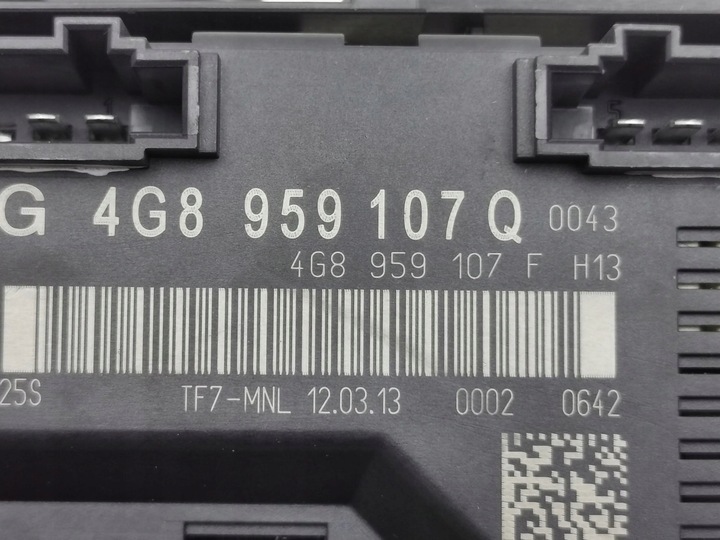 1 5
G 4G8 959 107 Q 0043
4G8 959 107 F H13
25S TF7-MNL 12.03.13 0002 0642